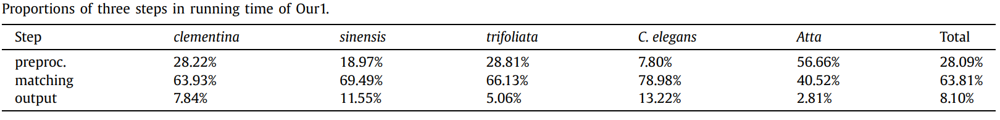 Proportions of three steps in running time of Our1.
Step clementina sinensis trifoliata C. elegans Atta Total
preproc. 28.22% 18.97% 28.81% 7.80% 56.66% 28.09%
matching 63.93% 69.49% 66.13% 78.98% 40.52% 63.81%
output 7.84% 11.55% 5.06% 13.22% 2.81% 8.10%